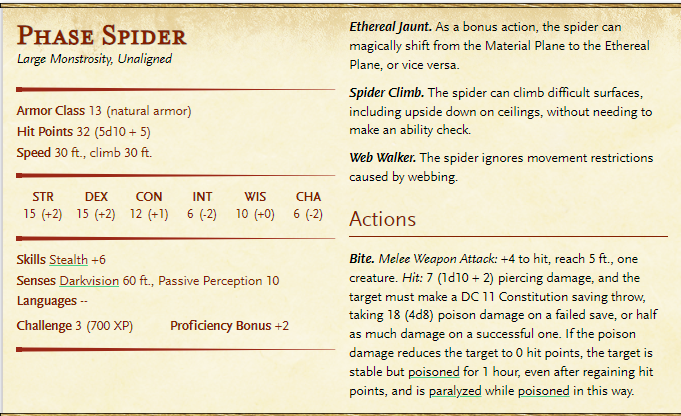 Phase Spider
Large Monstrosity, Unaligned
Armor Class 13 (natural armor)
Hit Points 32 (5d10 + 5)
Speed 30 ft., climb 30 ft.
STR DEX CON INT WIS CHA
15 (+2) 15 (+2) 12 (+1) 6 (-2) 10 (+0) 6 (-2)
Skills Stealth +6
Senses Darkvision 60 ft., Passive Perception 10
Languages --
Challenge 3 (700 XP) Proficiency Bonus +2
Ethereal Jaunt. As a bonus action, the spider can
magically shift from the Material Plane to the Ethereal
Plane, or vice versa.
Spider Climb. The spider can climb difficult surfaces,
including upside down on ceilings, without needing to
make an ability check.
Web Walker. The spider ignores movement restrictions
caused by webbing.
Actions
Bite. Melee Weapon Attack: +4 to hit, reach 5 ft., one
creature. Hit: 7 (1d10 + 2) piercing damage, and the
target must make a DC 11 Constitution saving throw,
taking 18 (4d8) poison damage on a failed save, or half
as much damage on a successful one. If the poison
damage reduces the target to 0 hit points, the target is
stable but poisoned for 1 hour, even after regaining hit
points, and is paralyzed while poisoned in this way.